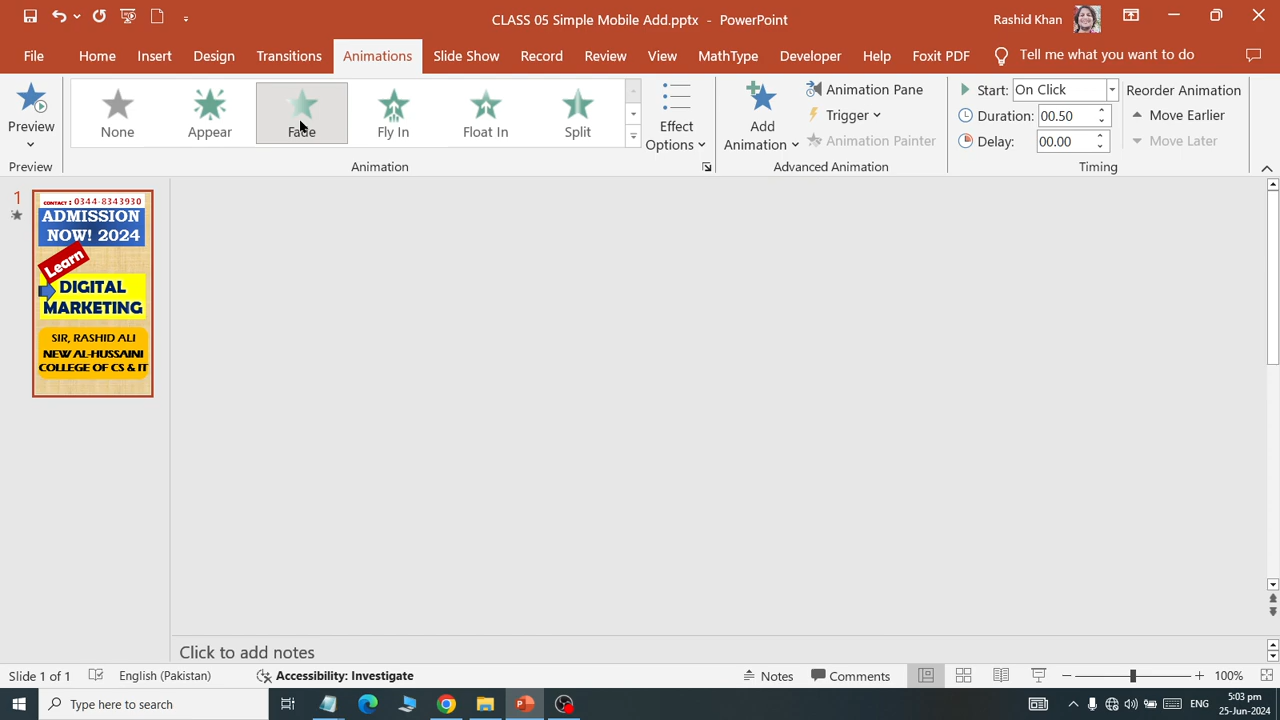 CLASS 05 Simple Mobile Add.pptx - PowerPoint
Rashid Khan
File Home Insert Design Transitions Animations Slide Show Record Review View MathType Developer Help Foxit PDF Tell me what you want to do
Preview
None Appear Fade Fly In Float In Split
Effect Options
Add Animation
Animation Pane
Trigger
Animation Painter
Start: On Click
Duration: 00.50
Delay: 00.00
Reorder Animation
Move Earlier
Move Later
Preview Animation Advanced Animation Timing
1
CONTACT : 0344-8343930
ADMISSION
NOW! 2024
Learn
DIGITAL
MARKETING
SIR, RASHID ALI
NEW AL-HUSSAINI
COLLEGE OF CS & IT
Click to add notes
Slide 1 of 1 English (Pakistan) Accessibility: Investigate Notes Comments 100%
Type here to search
ENG
5:03 pm
25-Jun-2024